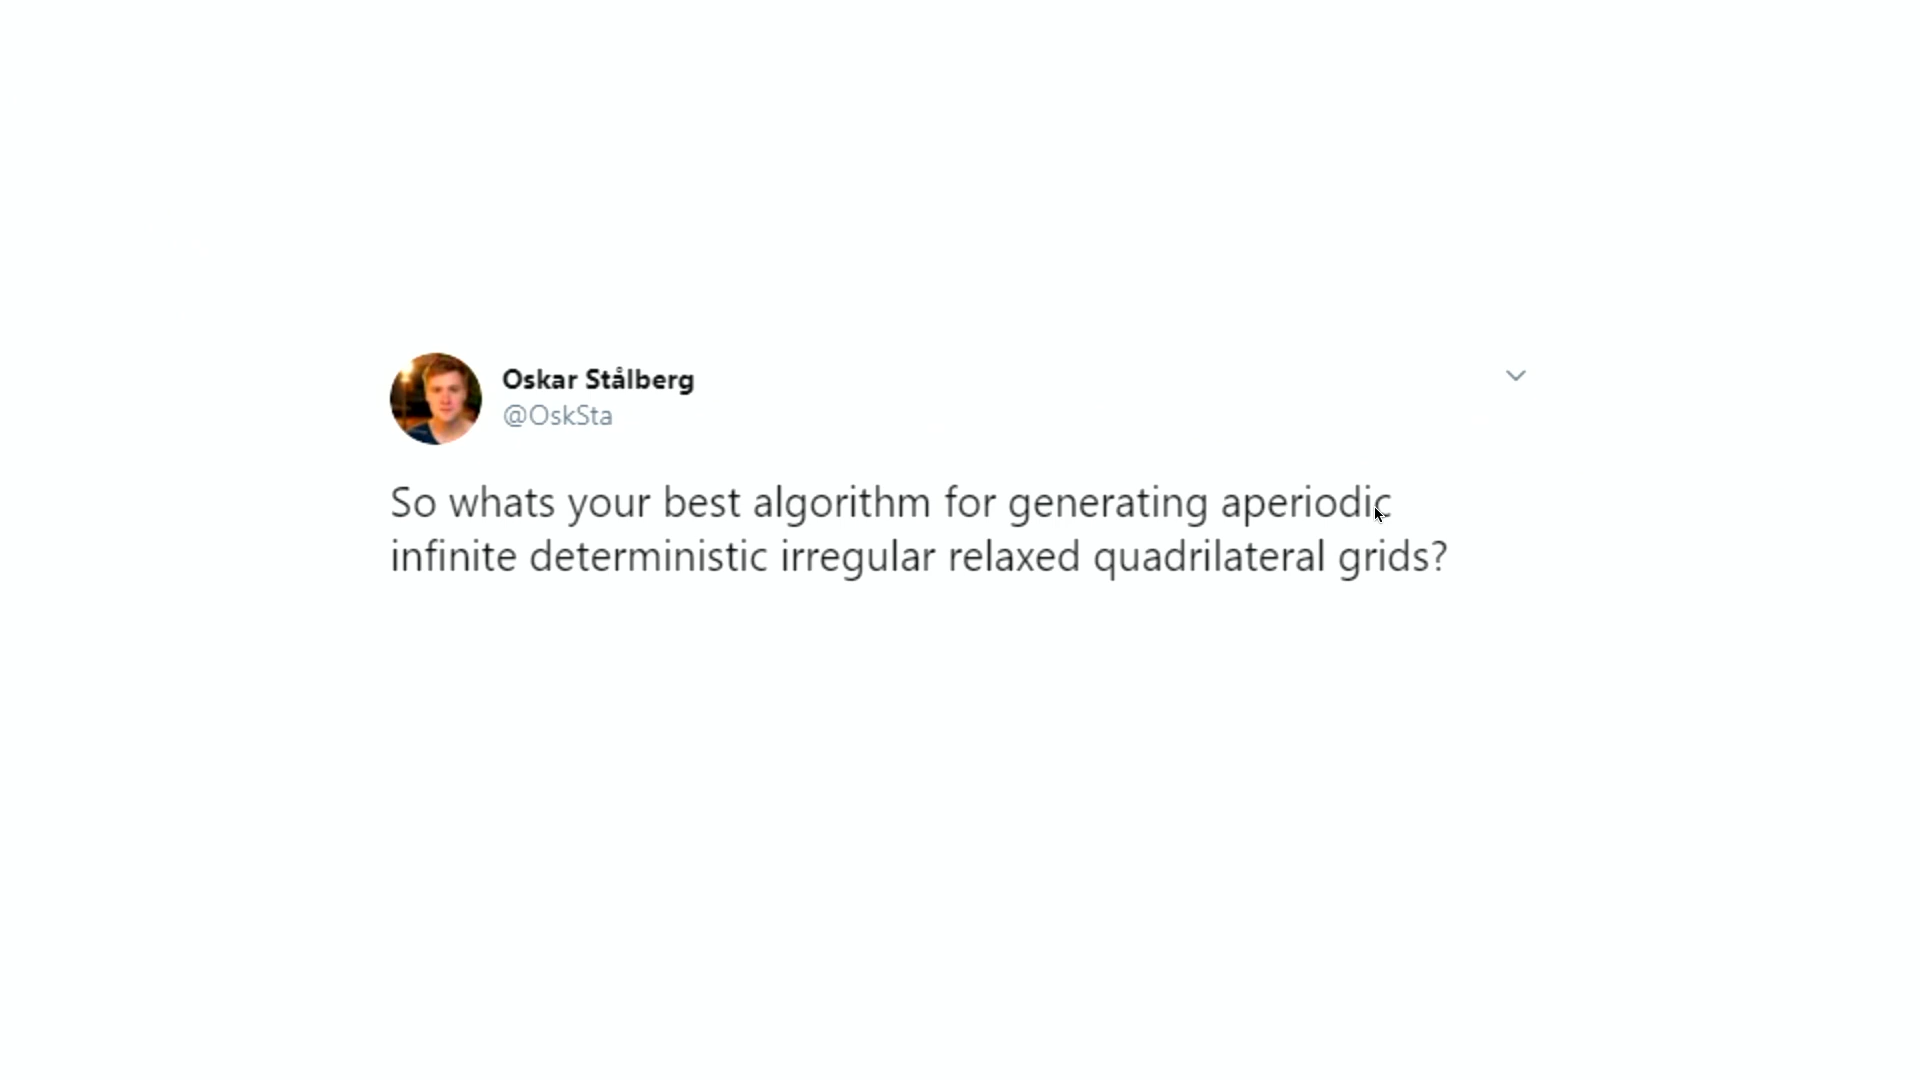 Oskar Stålberg
@OskSta
So whats your best algorithm for generating aperiodic
infinite deterministic irregular relaxed quadrilateral grids?